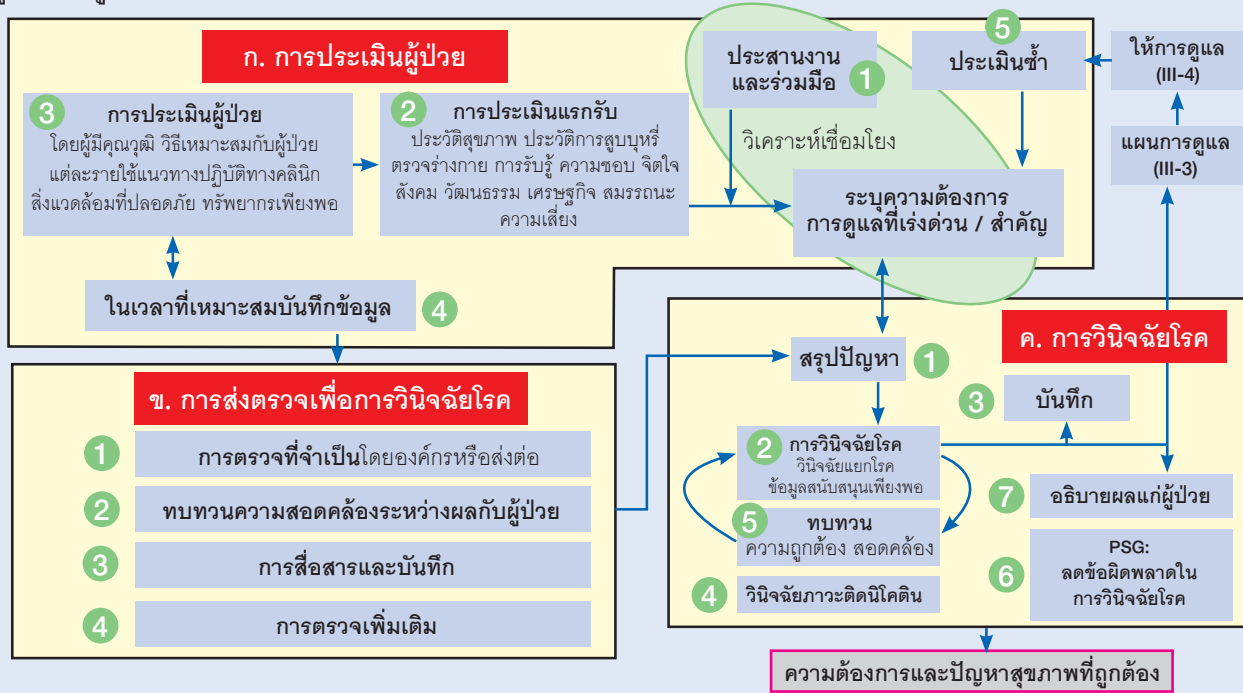 ก. การประเมินผู้ป่วย
3
การประเมินผู้ป่วย
โดยผู้มีคุณวุฒิ วิธีเหมาะสมกับผู้ป่วย
แต่ละรายใช้แนวทางปฏิบัติทางคลินิก
สิ่งแวดล้อมที่ปลอดภัย ทรัพยากรเพียงพอ
2
การประเมินแรกรับ
ประวัติสุขภาพ ประวัติการสูบบุหรี่
ตรวจร่างกาย การรับรู้ ความชอบ จิตใจ
สังคม วัฒนธรรม เศรษฐกิจ สมรรถนะ
ความเสี่ยง
ประสานงาน
และร่วมมือ
1
วิเคราะห์เชื่อมโยง
5
ประเมินซ้ำ
ให้การดูแล
(III-4)
แผนการดูแล
(III-3)
ระบุความต้องการ
การดูแลที่เร่งด่วน / สำคัญ
ในเวลาที่เหมาะสมบันทึกข้อมูล
4
ข. การส่งตรวจเพื่อการวินิจฉัยโรค
1
การตรวจที่จำเป็นโดยองค์กรหรือส่งต่อ
2
ทบทวนความสอดคล้องระหว่างผลกับผู้ป่วย
3
การสื่อสารและบันทึก
4
การตรวจเพิ่มเติม
ค. การวินิจฉัยโรค
สรุปปัญหา
1
3
บันทึก
2
การวินิจฉัยโรค
วินิจฉัยแยกโรค
ข้อมูลสนับสนุนเพียงพอ
5
ทบทวน
ความถูกต้อง สอดคล้อง
4
วินิจฉัยภาวะติดนิโคติน
7
อธิบายผลแก่ผู้ป่วย
6
PSG:
ลดข้อผิดพลาดใน
การวินิจฉัยโรค
ความต้องการและปัญหาสุขภาพที่ถูกต้อง